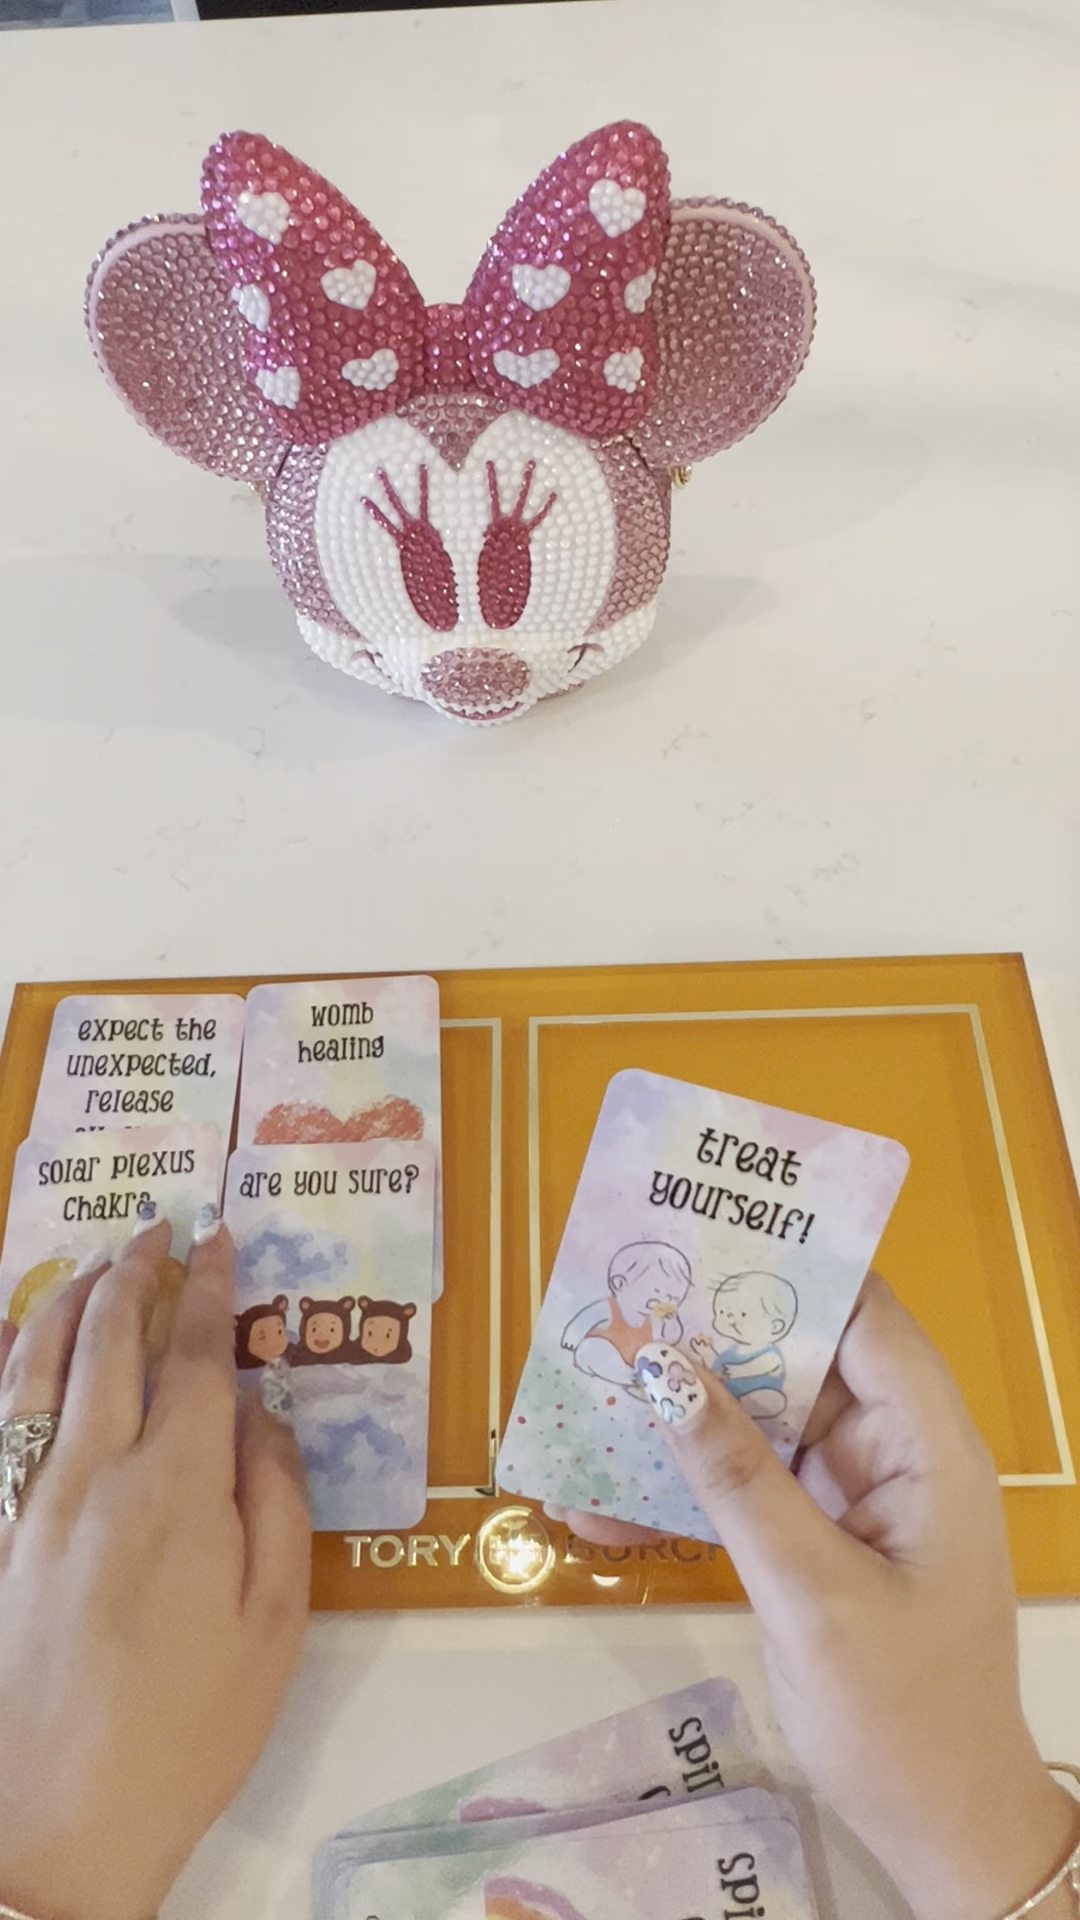 expect the
unexpected,
release
womb
healing
solar plexus
chakra
are you sure?
treat
yourself!
TORY BURCH